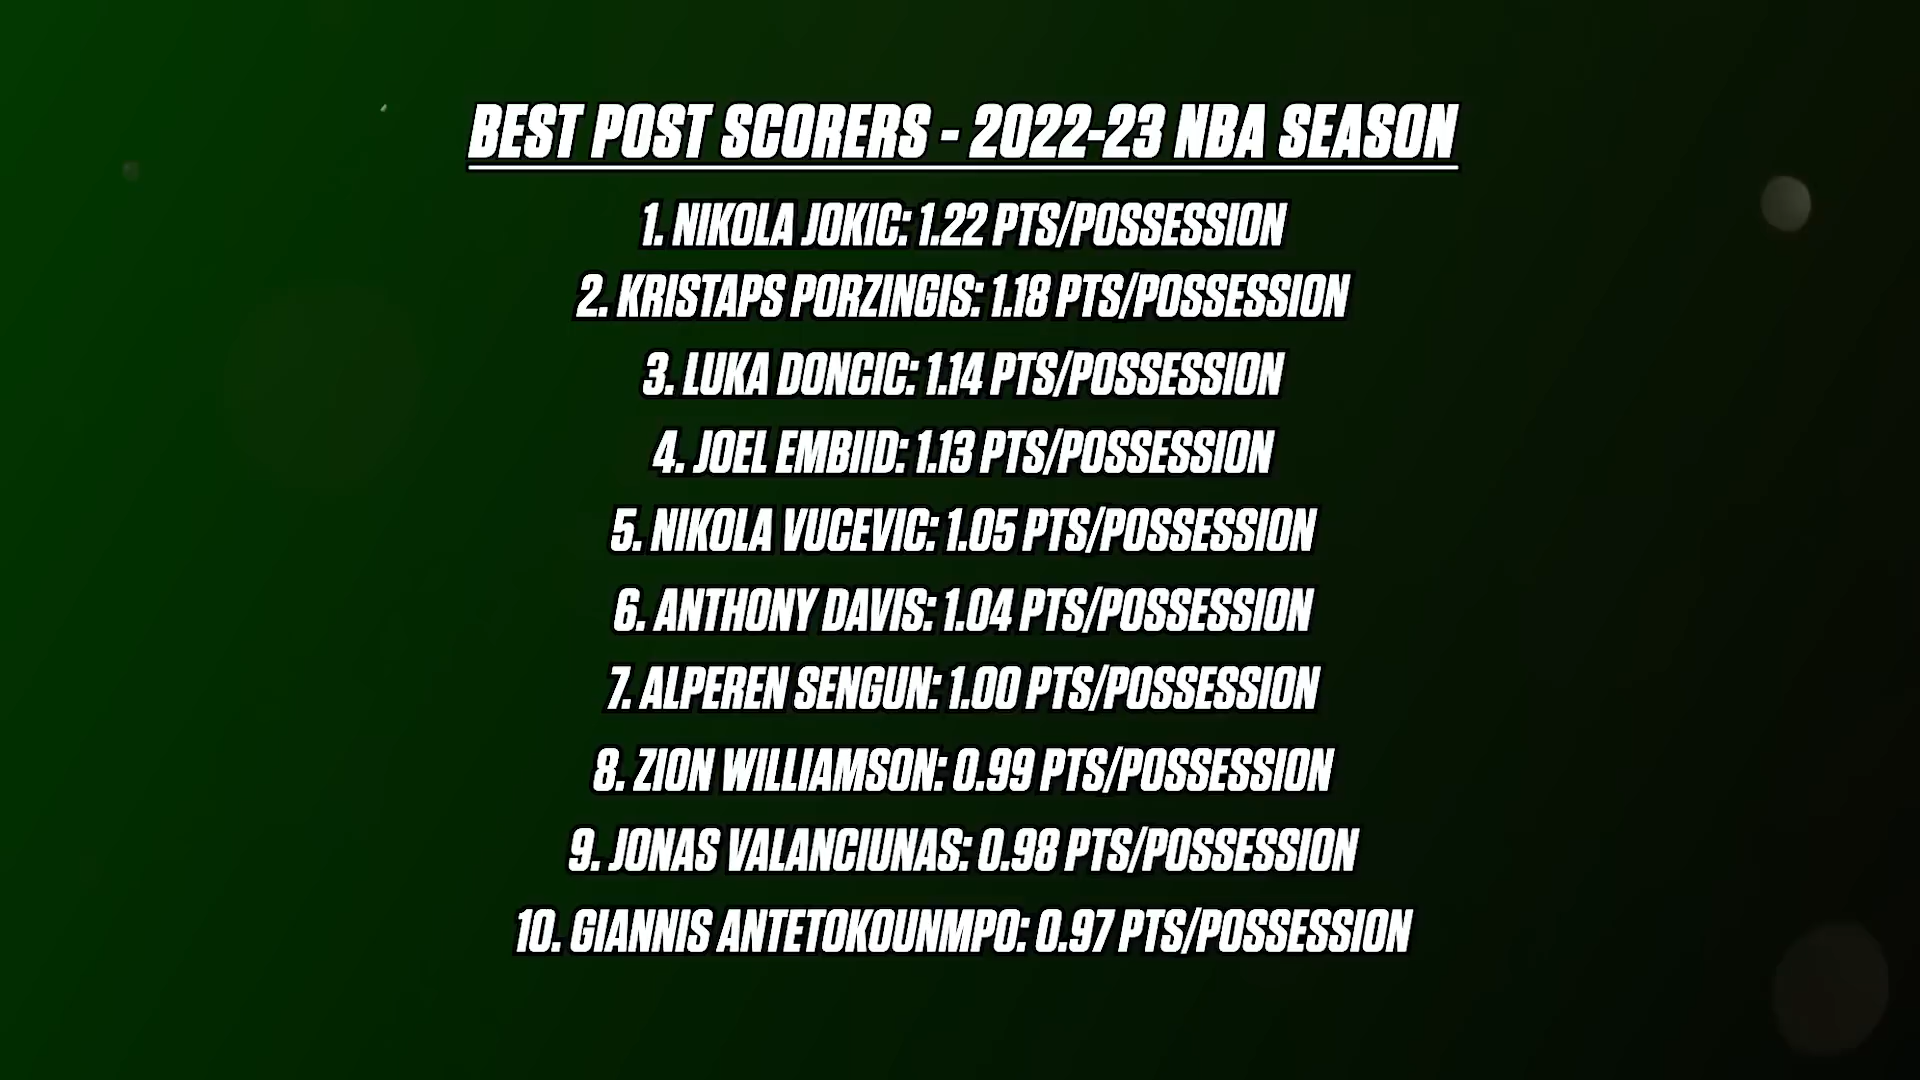 BEST POST SCORERS - 2022-23 NBA SEASON
1. NIKOLA JOKIC: 1.22 PTS/POSSESSION
2. KRISTAPS PORZINGIS: 1.18 PTS/POSSESSION
3. LUKA DONCIC: 1.14 PTS/POSSESSION
4. JOEL EMBIID: 1.13 PTS/POSSESSION
5. NIKOLA VUCEVIC: 1.05 PTS/POSSESSION
6. ANTHONY DAVIS: 1.04 PTS/POSSESSION
7. ALPEREN SENGUN: 1.00 PTS/POSSESSION
8. ZION WILLIAMSON: 0.99 PTS/POSSESSION
9. JONAS VALANCIUNAS: 0.98 PTS/POSSESSION
10. GIANNIS ANTETOKOUNMPO: 0.97 PTS/POSSESSION